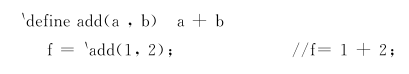 ‵define add(a , b)  a + b
f = ‵add(1, 2);  //f= 1 + 2;